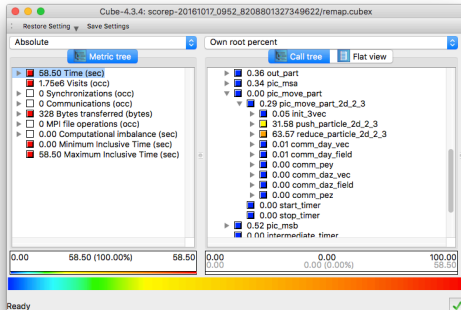 Cube-4.3.4: scorep-20161017_0952_8208801327349622/remap.cubex
Restore Setting Save Settings
Absolute
Own root percent
Metric tree
Call tree
Flat view
58.50 Time (sec)
1.75e6 Visits (occ)
0 Synchronizations (occ)
0 Communications (occ)
328 Bytes transferred (bytes)
0 MPI file operations (occ)
0.00 Computational imbalance (sec)
0.00 Minimum Inclusive Time (sec)
58.50 Maximum Inclusive Time (sec)
0.36 out_part
0.34 pic_msa
0.00 pic_move_part
0.29 pic_move_part_2d_2_3
0.05 init_3vec
31.58 push_particle_2d_2_3
63.57 reduce_particle_2d_2_3
0.01 comm_day_vec
0.01 comm_day_field
0.00 comm_pey
0.00 comm_daz_vec
0.00 comm_daz_field
0.00 comm_pez
0.00 start_timer
0.00 stop_timer
0.52 pic_msb
0.00 intermediate_timer
0.00 58.50 (100.00%) 58.50
0.00 100.00
0.00 0.00 (0.00%) 58.50
Ready